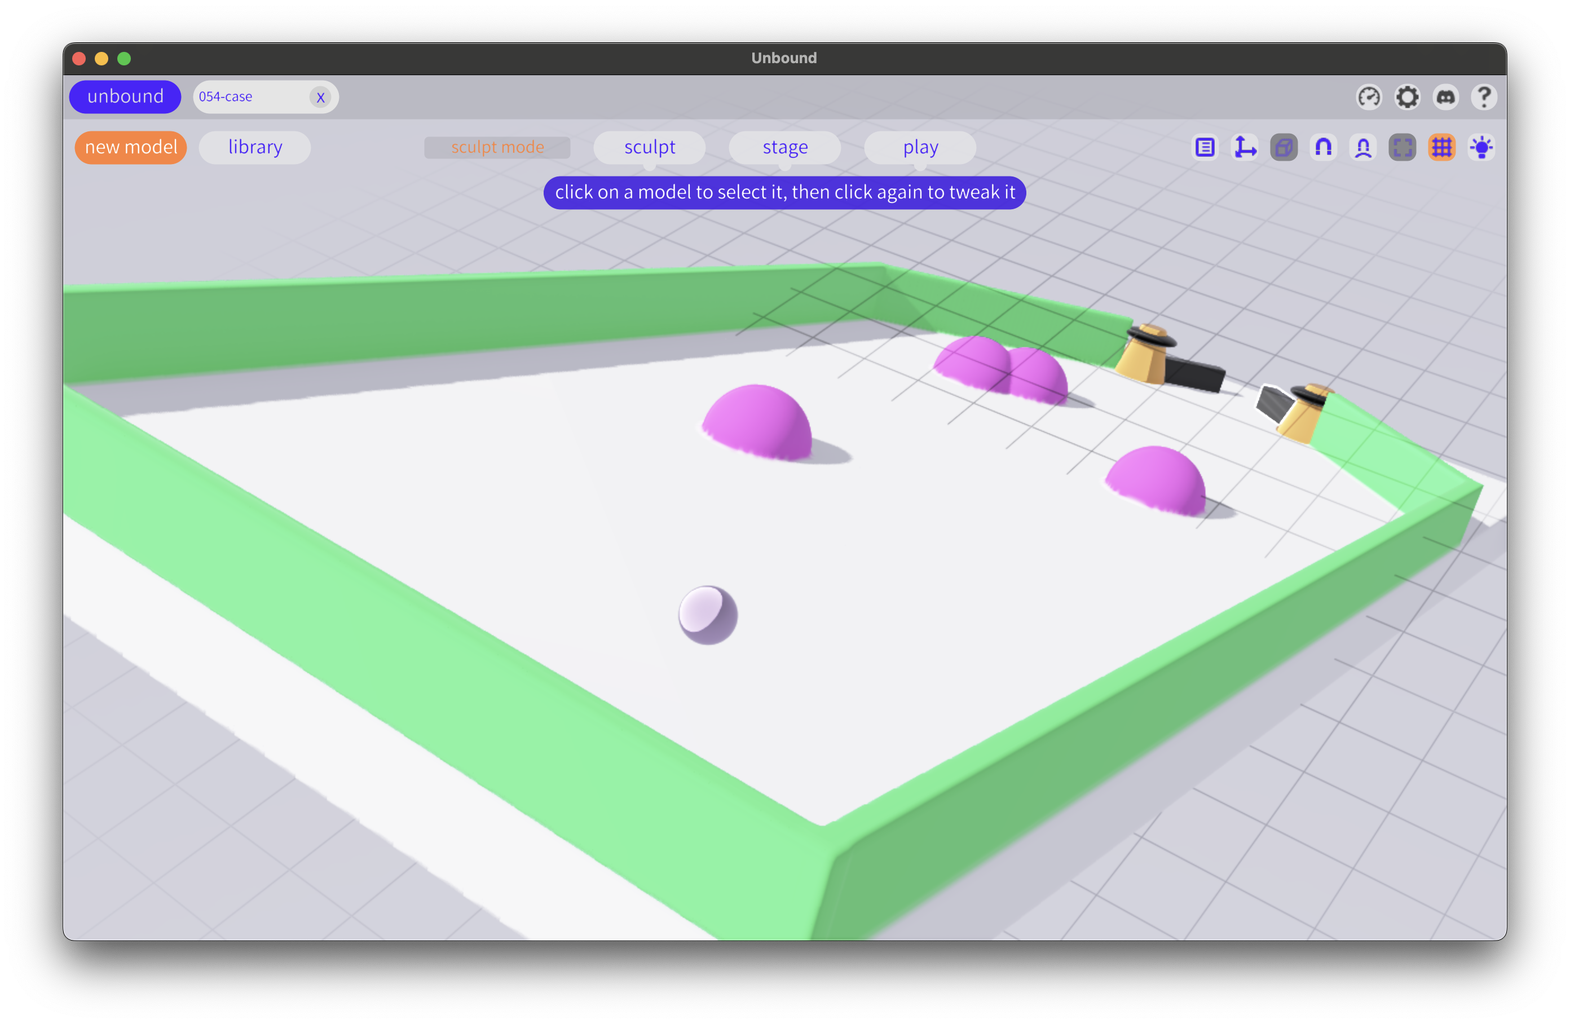 Unbound
unbound
054-case
X
new model
library
sculpt mode
sculpt
stage
play
click on a model to select it, then click again to tweak it
?